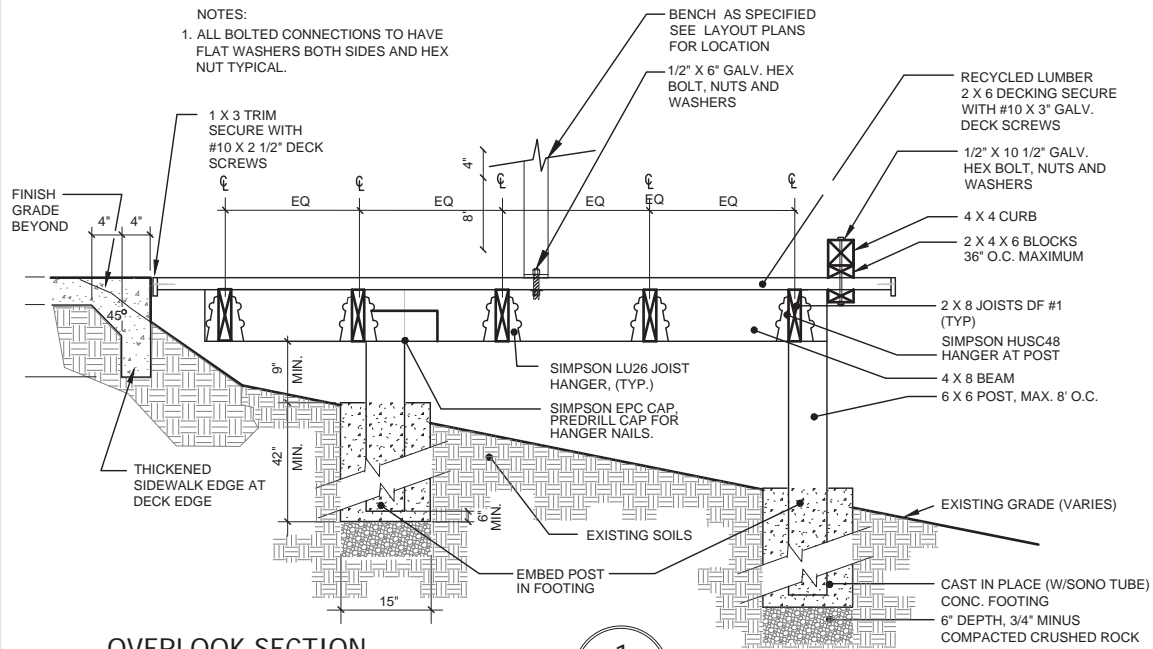 NOTES:
1. ALL BOLTED CONNECTIONS TO HAVE
FLAT WASHERS BOTH SIDES AND HEX
NUT TYPICAL.
BENCH AS SPECIFIED
SEE LAYOUT PLANS
FOR LOCATION
1/2" X 6" GALV. HEX
BOLT, NUTS AND
WASHERS
RECYCLED LUMBER
2 X 6 DECKING SECURE
WITH #10 X 3" GALV.
DECK SCREWS
1/2" X 10 1/2" GALV.
HEX BOLT, NUTS AND
WASHERS
4 X 4 CURB
2 X 4 X 6 BLOCKS
36" O.C. MAXIMUM
1 X 3 TRIM
SECURE WITH
#10 X 2 1/2" DECK
SCREWS
FINISH
GRADE
BEYOND
4" 4"
4"
8"
℄ ℄ ℄ ℄ ℄
EQ EQ EQ EQ EQ
45°
2 X 8 JOISTS DF #1
(TYP)
SIMPSON HUSC48
HANGER AT POST
4 X 8 BEAM
6 X 6 POST, MAX. 8' O.C.
9"
MIN.
SIMPSON LU26 JOIST
HANGER, (TYP.)
SIMPSON EPC CAP,
PREDRILL CAP FOR
HANGER NAILS.
42"
MIN.
6"
MIN.
THICKENED
SIDEWALK EDGE AT
DECK EDGE
EXISTING SOILS
EXISTING GRADE (VARIES)
EMBED POST
IN FOOTING
15"
CAST IN PLACE (W/SONO TUBE)
CONC. FOOTING
6" DEPTH, 3/4" MINUS
COMPACTED CRUSHED ROCK
OVERLOOK SECTION
1